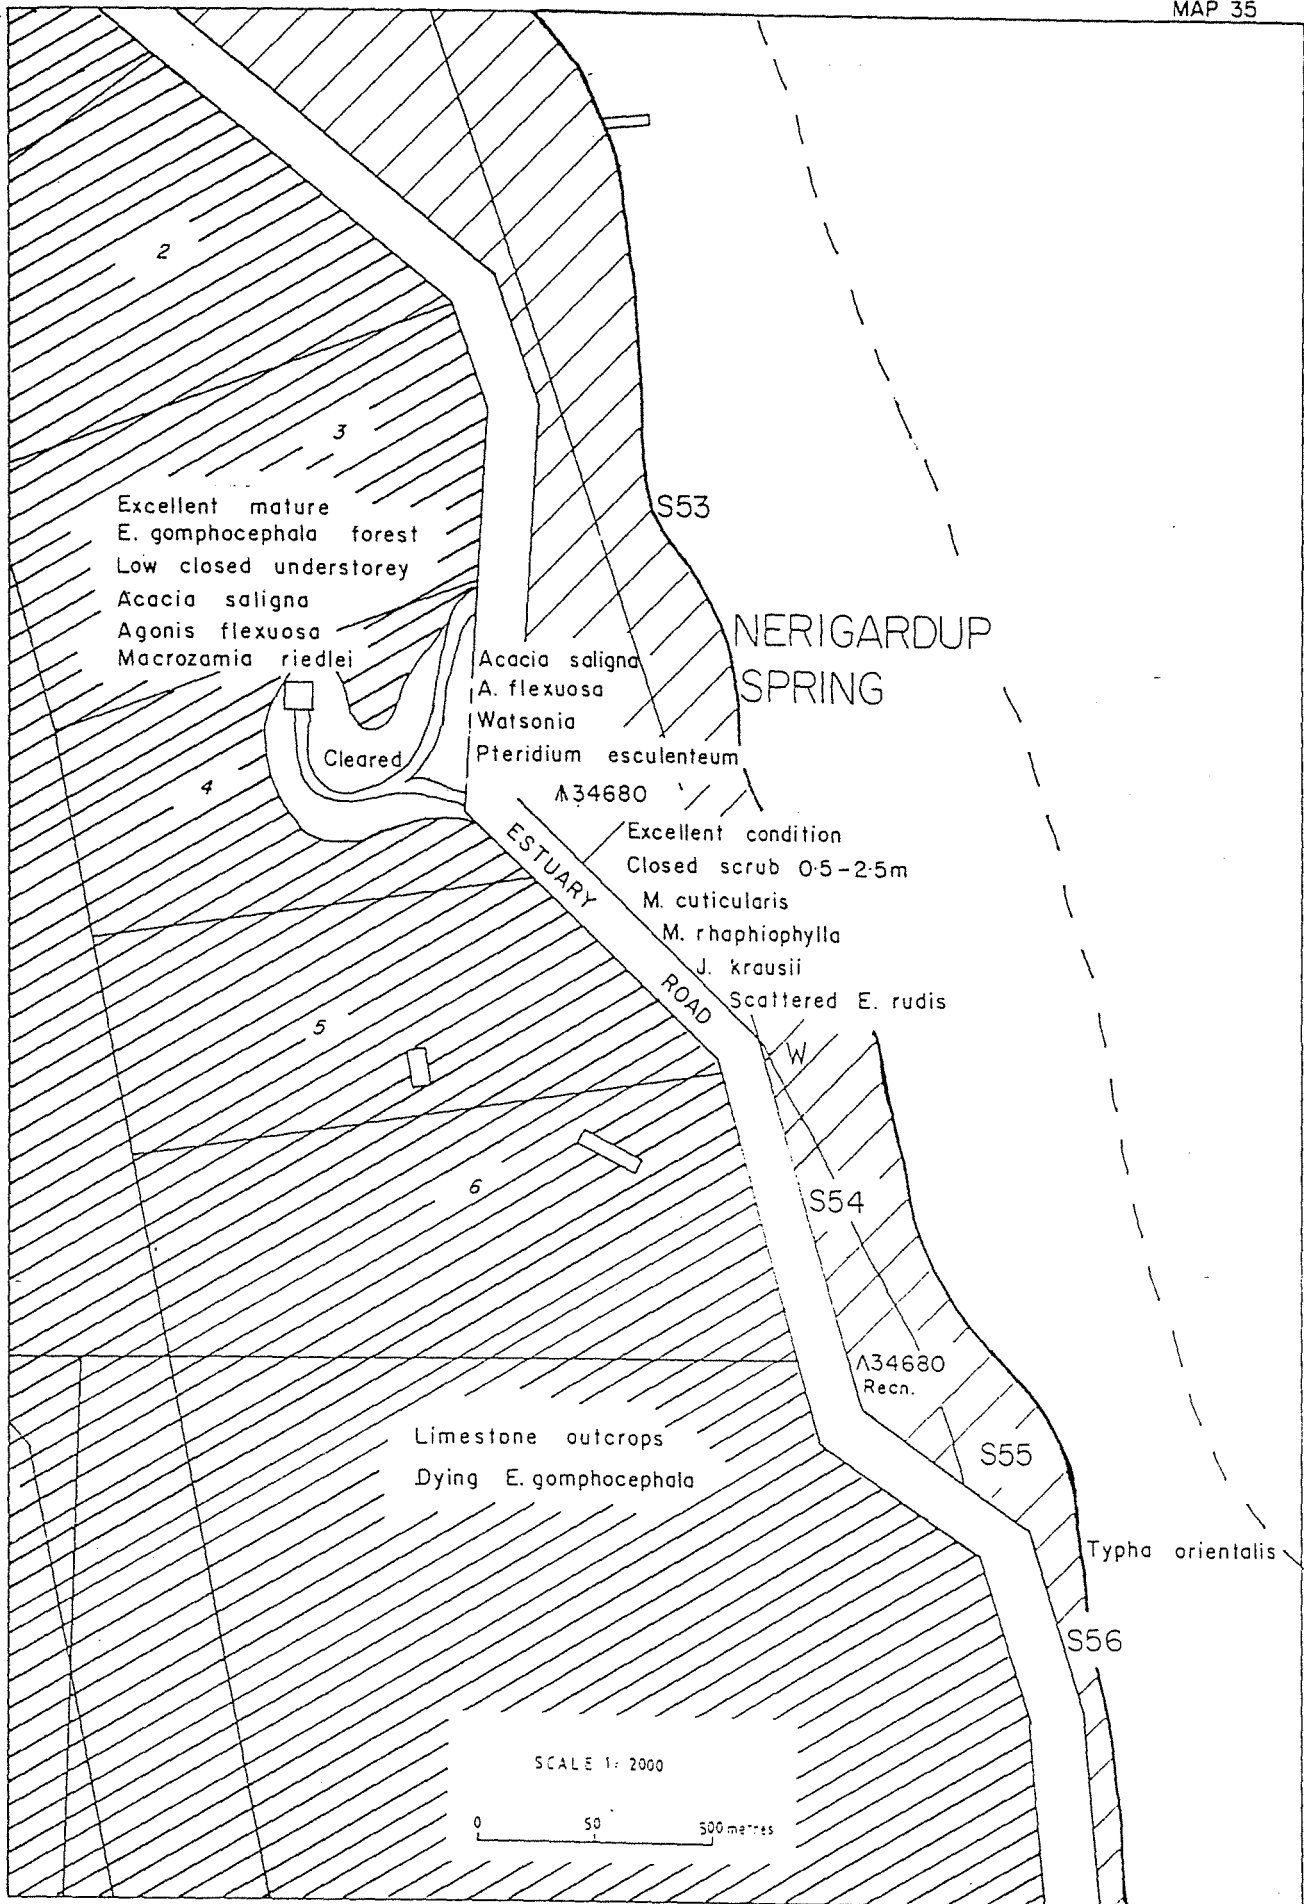 MAP 35
2
3
S53
Excellent mature
E. gomphocephala forest
Low closed understorey
Acacia saligna
Agonis flexuosa
Macrozamia riedlei
NERIGARDUP
SPRING
Acacia saligna
A. flexuosa
Watsonia
Pteridium esculenteum
Cleared
4
34680
ESTUARY
ROAD
Excellent condition
Closed scrub 0·5-2·5m
M. cuticularis
M. rhaphiophylla
J. krausii
Scattered E. rudis
5
W
6
S54
34680
Recn.
Limestone outcrops
Dying E. gomphocephala
S55
Typha orientalis
S56
SCALE 1: 2000
0 50 500 metres